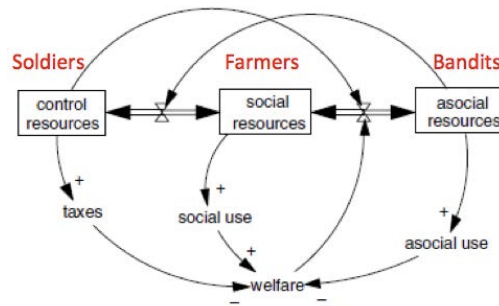 Soldiers
Farmers
Bandits
control
resources
social
resources
asocial
resources
+
taxes
+
social use
+
asocial use
+
welfare
–
–